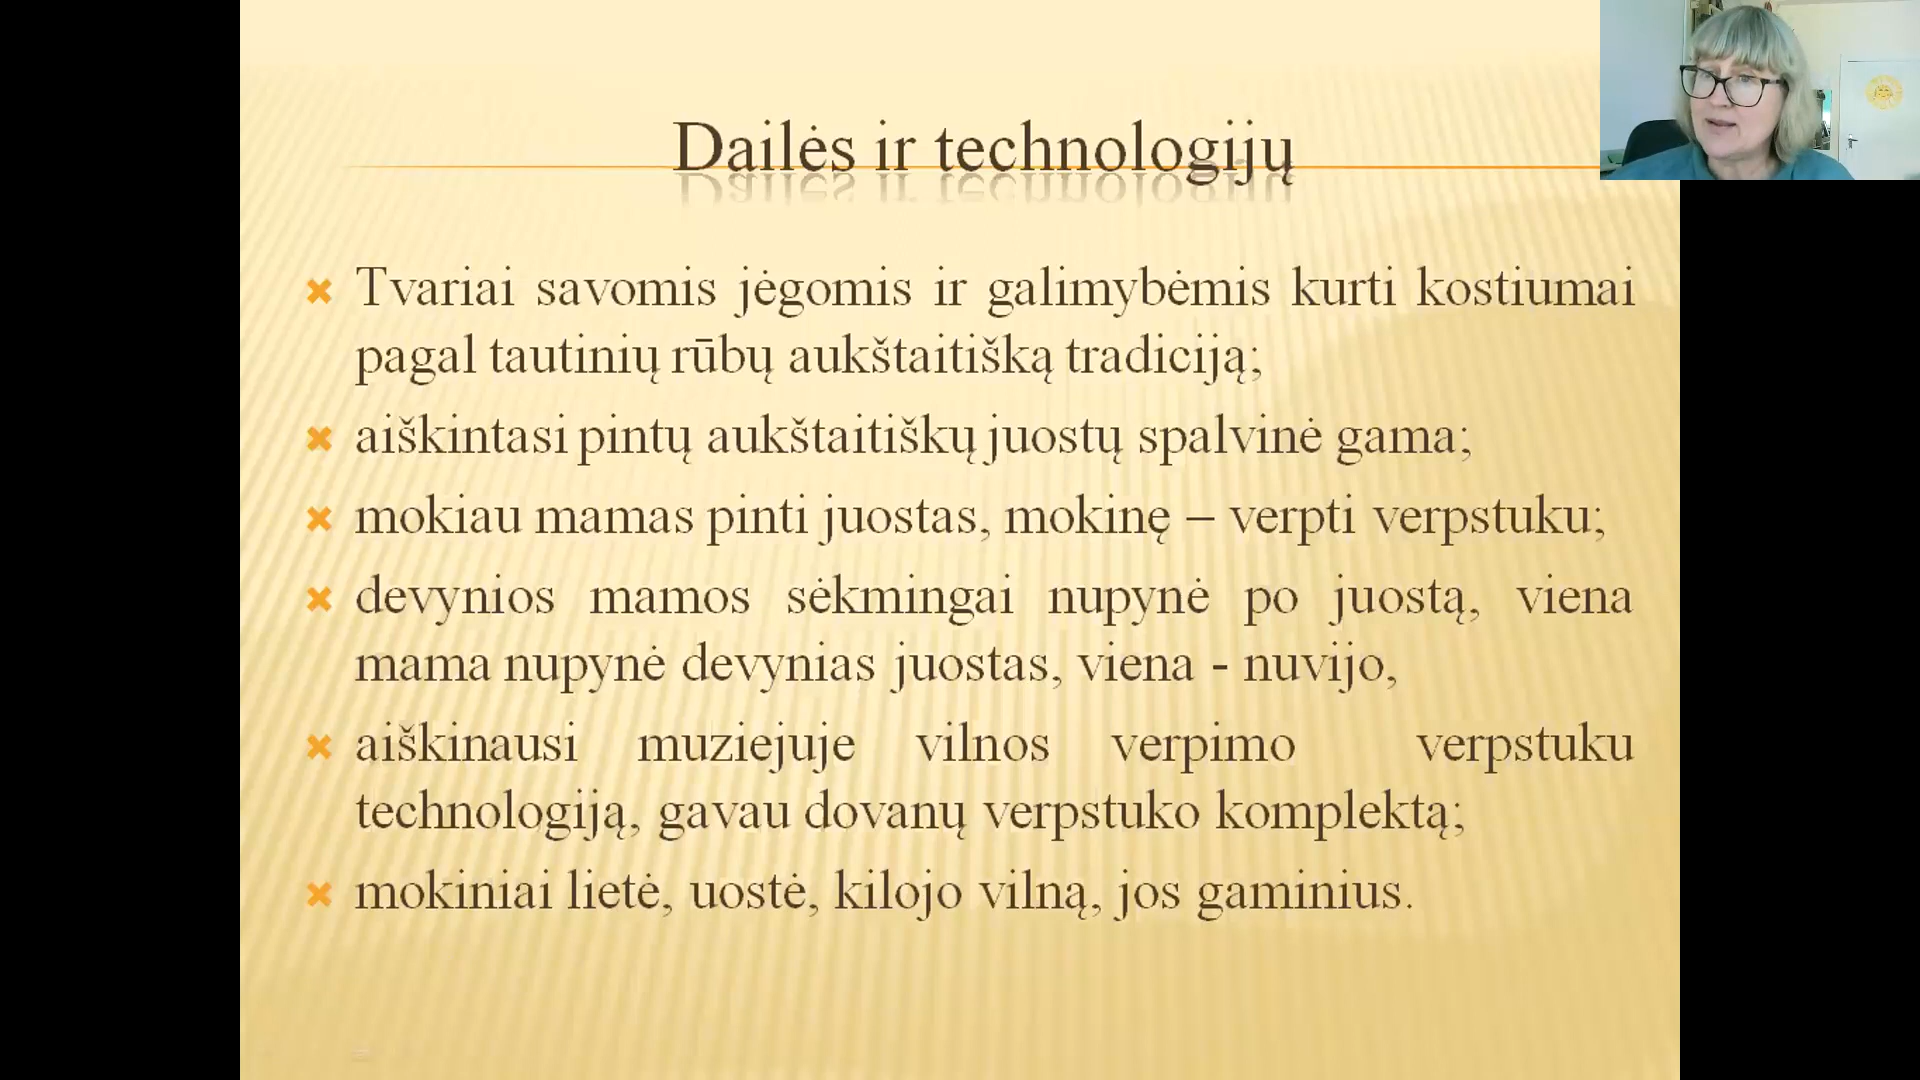 Dailės ir technologijų
Tvariai savomis jėgomis ir galimybėmis kurti kostiumai
pagal tautinių rūbų aukštaitišką tradiciją;
aiškintasi pintų aukštaitiškų juostų spalvinė gama;
mokiau mamas pinti juostas, mokinę – verpti verpstuku;
devynios mamos sėkmingai nupynė po juostą, viena
mama nupynė devynias juostas, viena - nuvijo,
aiškinausi muziejuje vilnos verpimo verpstuku
technologiją, gavau dovanų verpstuko komplektą;
mokiniai lietė, uostė, kilojo vilną, jos gaminius.